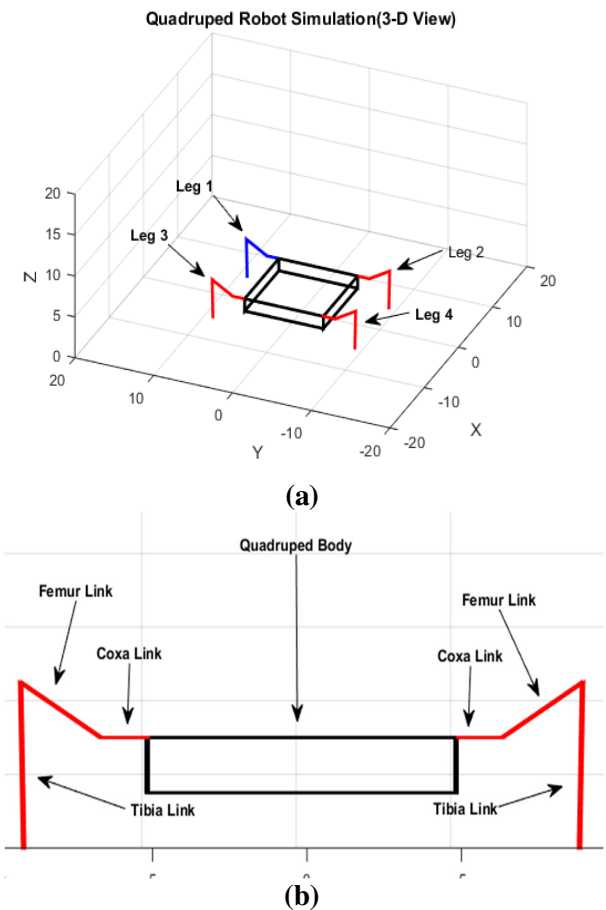 Quadruped Robot Simulation(3-D View)
20
15
10
5
0
Z
Leg 1
Leg 3
Leg 2
Leg 4
20
10
0
-10
-20
Y
20
10
0
-10
-20
X
(a)
Quadruped Body
Femur Link
Femur Link
Coxa Link
Coxa Link
Tibia Link
Tibia Link
(b)